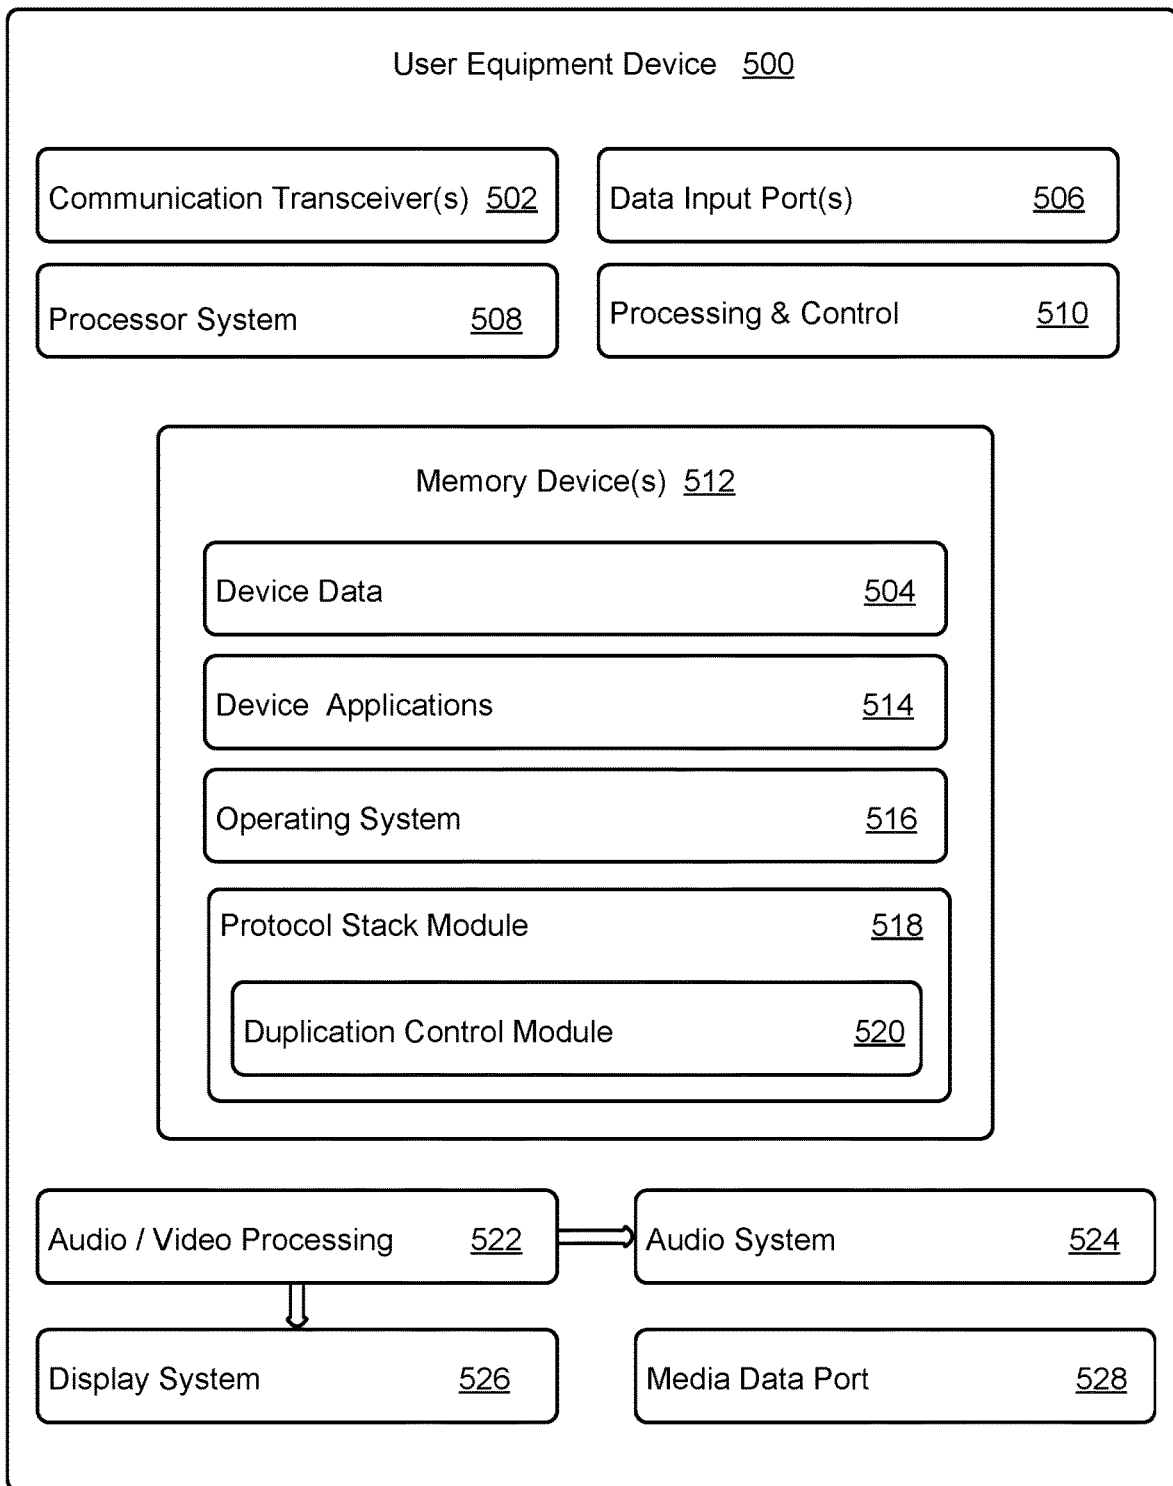 User Equipment Device 500
Communication Transceiver(s) 502
Data Input Port(s) 506
Processor System 508
Processing & Control 510
Memory Device(s) 512
Device Data 504
Device Applications 514
Operating System 516
Protocol Stack Module 518
Duplication Control Module 520
Audio / Video Processing 522
Audio System 524
Display System 526
Media Data Port 528